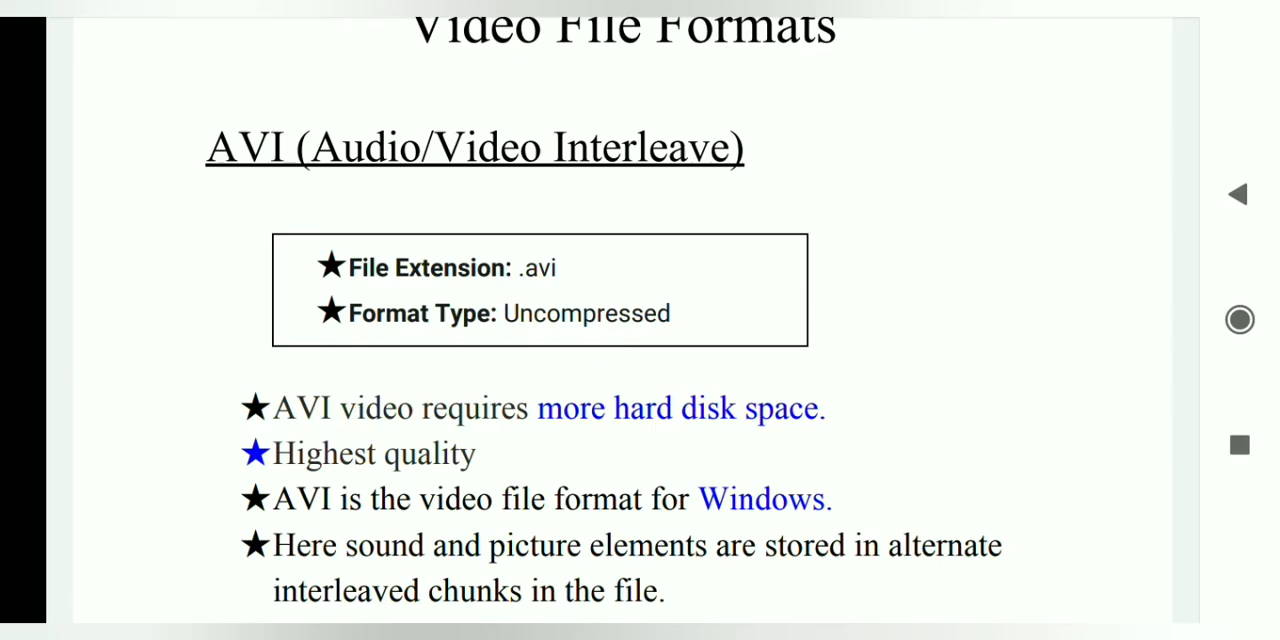 Video File Formats
AVI (Audio/Video Interleave)
★File Extension: .avi
★Format Type: Uncompressed
★AVI video requires more hard disk space.
★Highest quality
★AVI is the video file format for Windows.
★Here sound and picture elements are stored in alternate
interleaved chunks in the file.